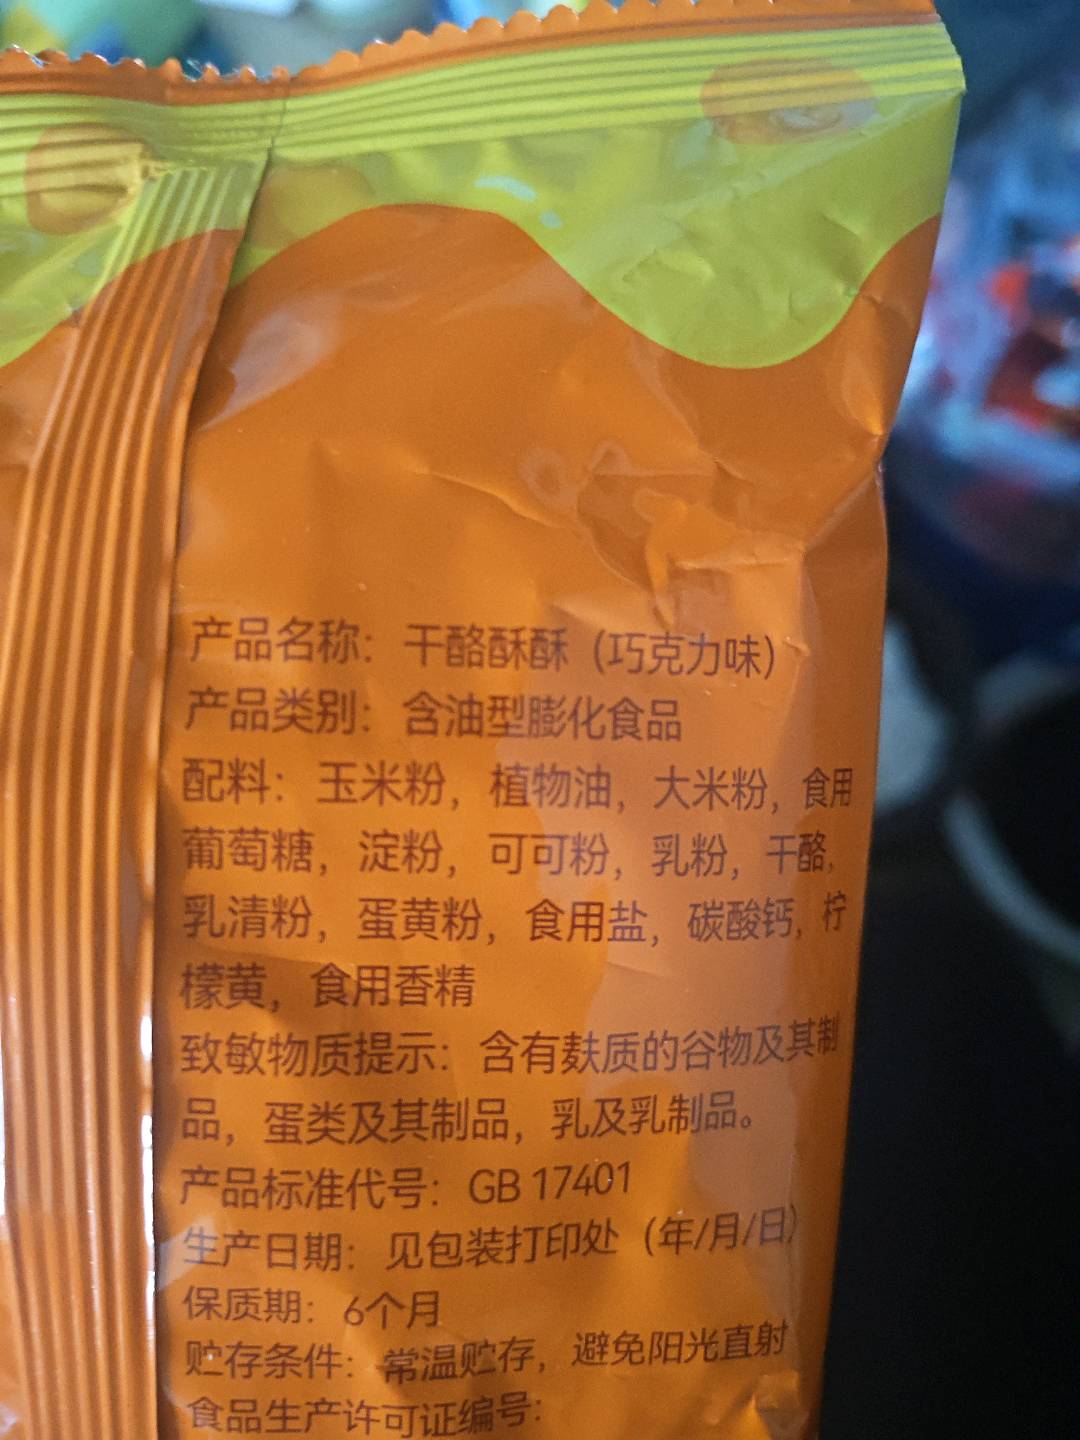 产品名称：干酪酥酥（巧克力味）
产品类别：含油型膨化食品
配料：玉米粉，植物油，大米粉，食用
葡萄糖，淀粉，可可粉，乳粉，干酪，
乳清粉，蛋黄粉，食用盐，碳酸钙，柠
檬黄，食用香精
致敏物质提示：含有麸质的谷物及其制
品，蛋类及其制品，乳及乳制品。
产品标准代号：GB 17401
生产日期：见包装打印处（年/月/日）
保质期：6个月
贮存条件：常温贮存，避免阳光直射
食品生产许可证编号：